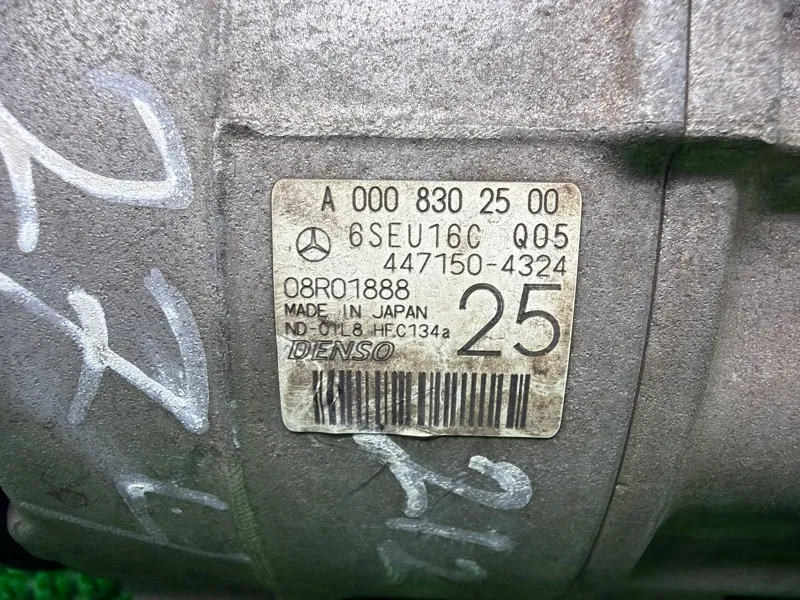 A 000 830 25 00
6SEU16C Q05
447150-4324
08R01888
MADE IN JAPAN
ND-OIL8 HFC134a
25
DENSO